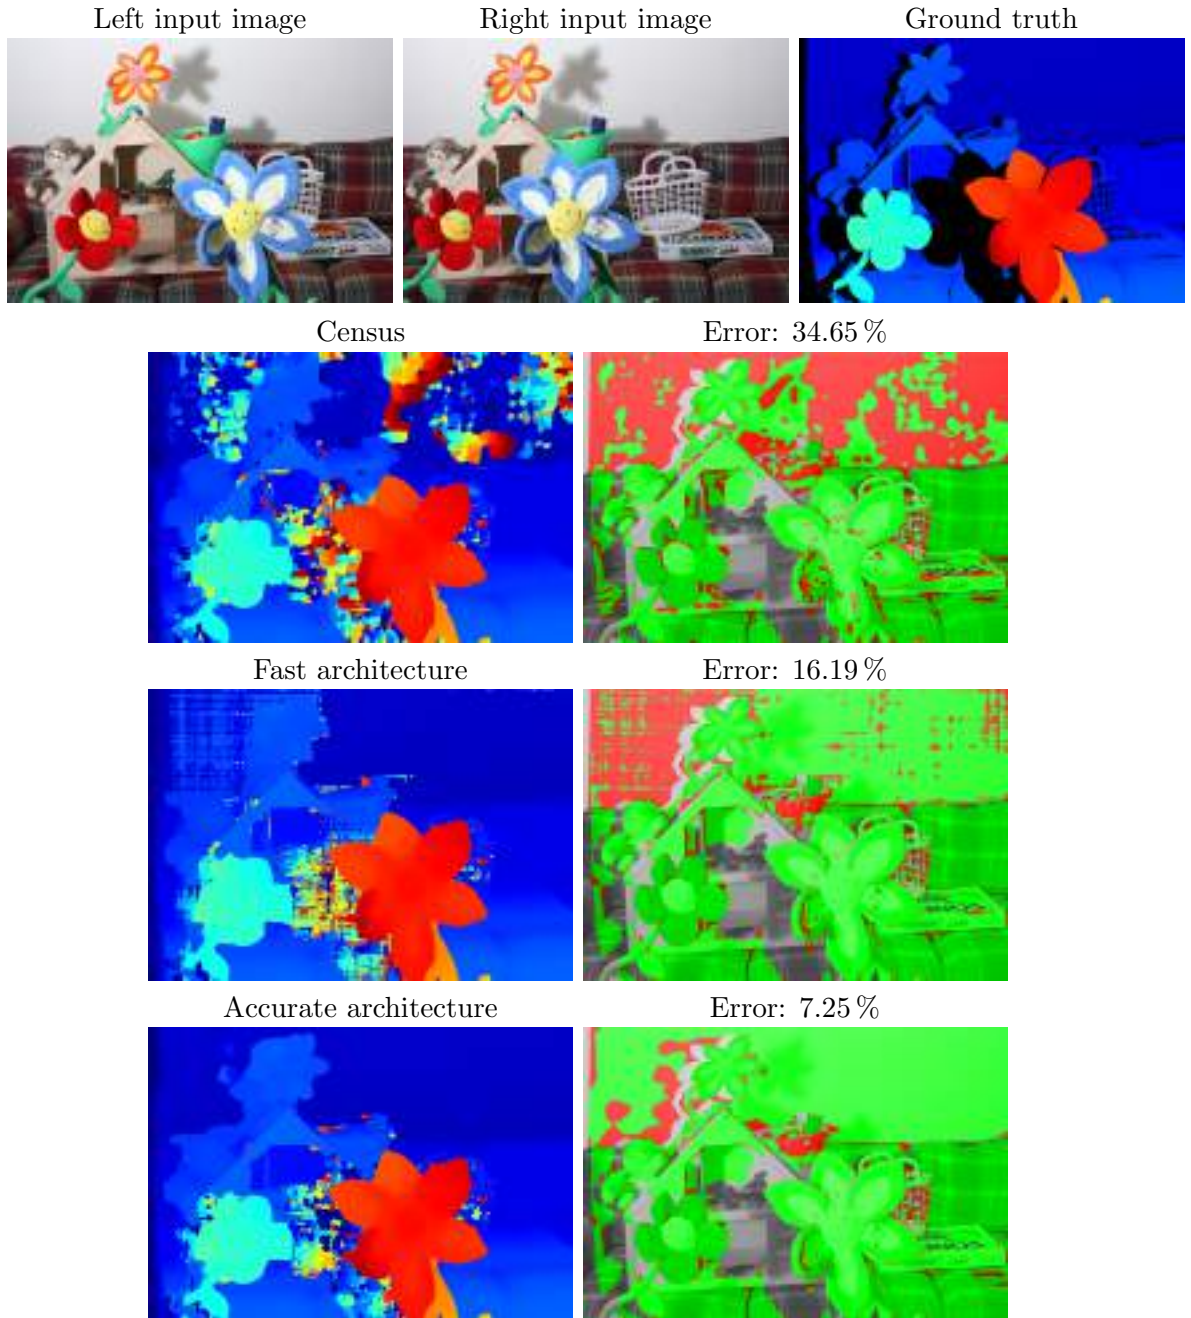 Left input image
Right input image
Ground truth
Census
Error: 34.65 %
Fast architecture
Error: 16.19 %
Accurate architecture
Error: 7.25 %